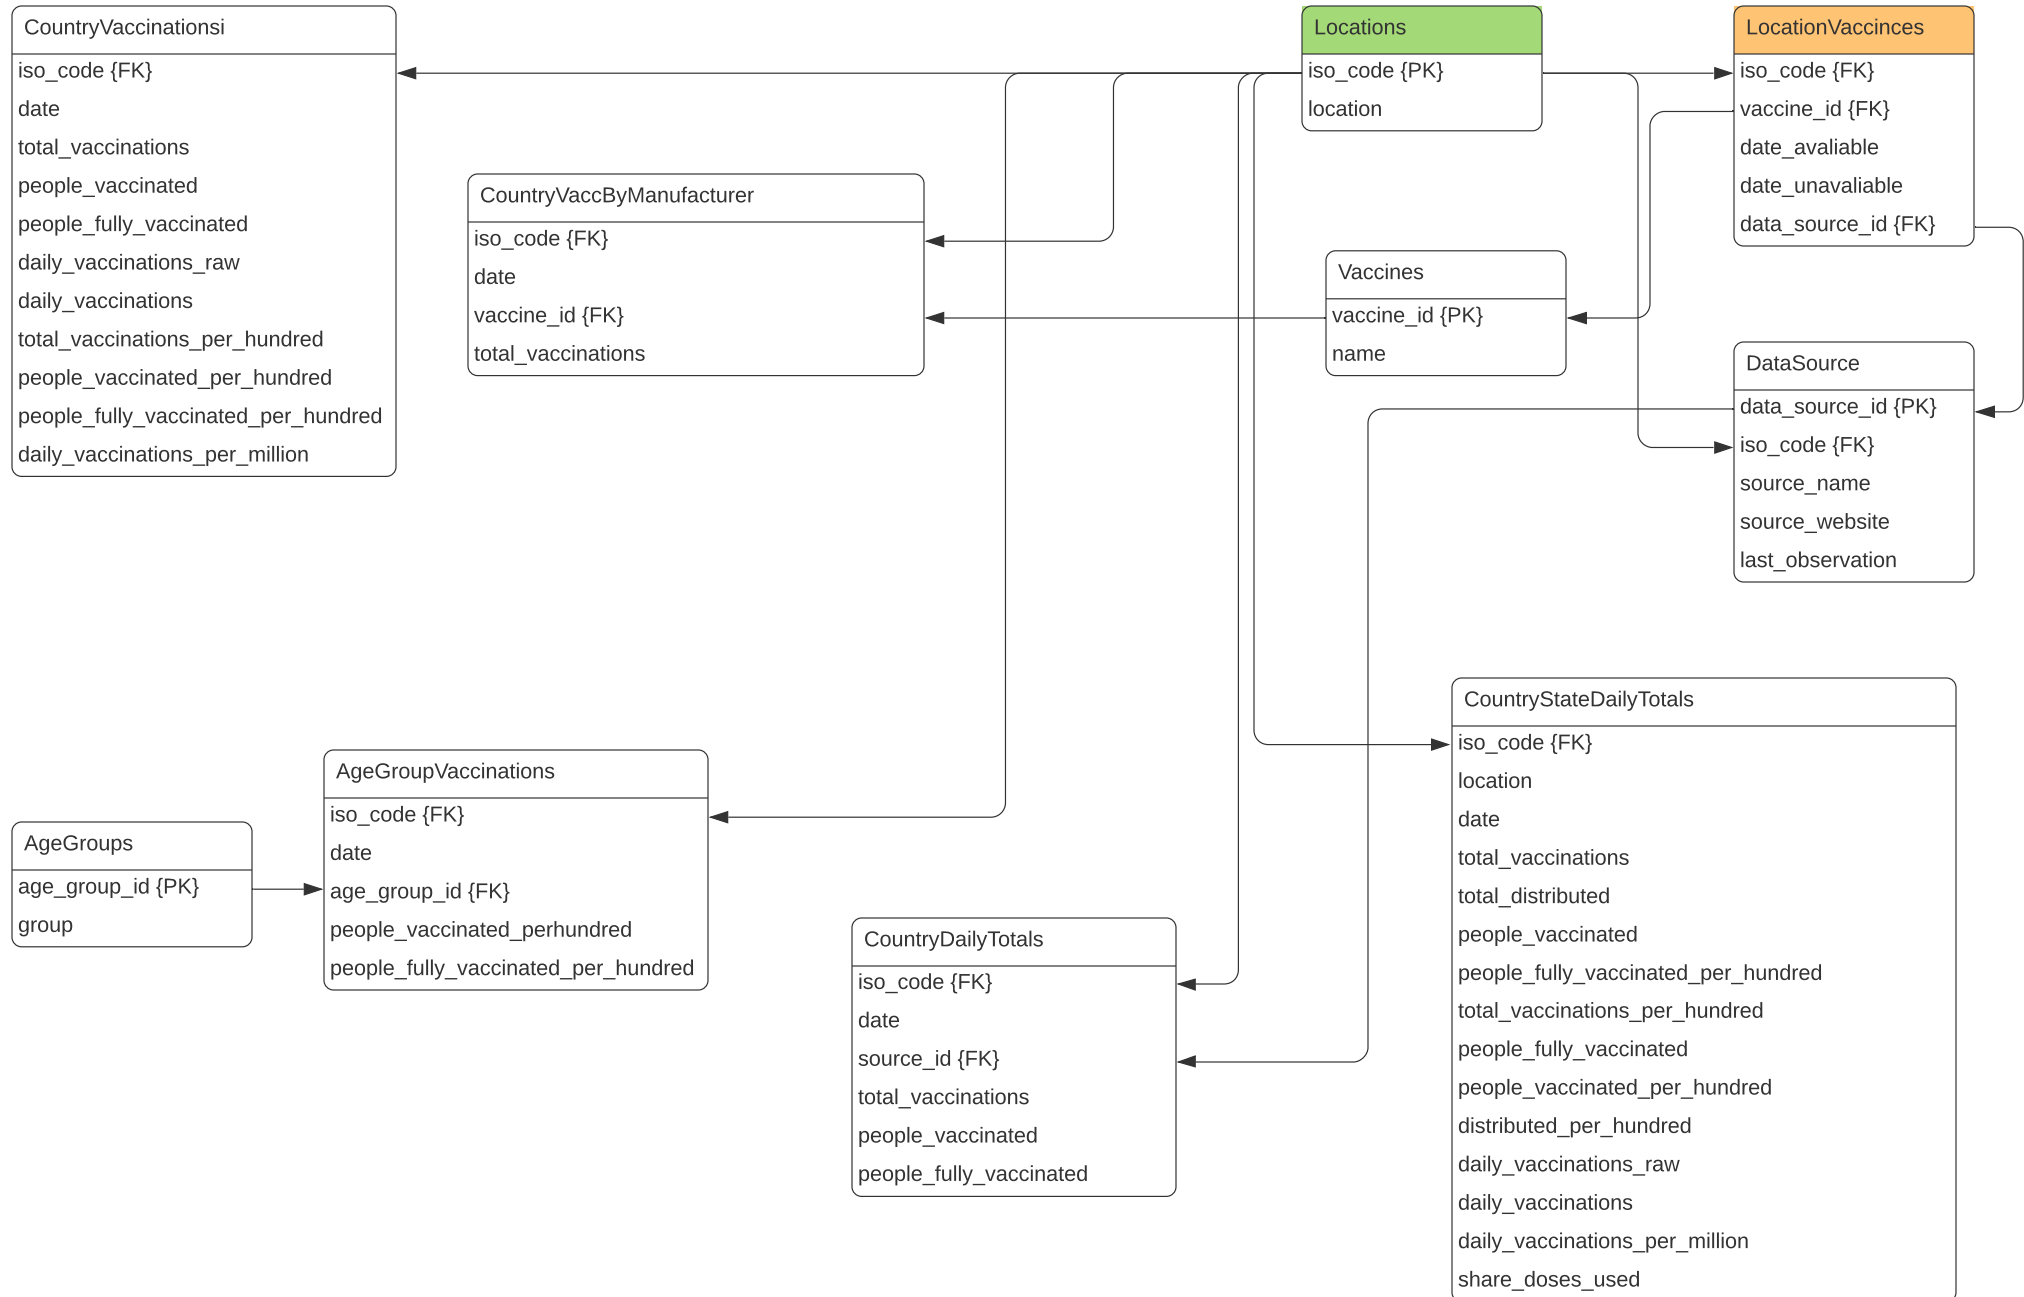 CountryVaccinationsi
iso_code {FK}
date
total_vaccinations
people_vaccinated
people_fully_vaccinated
daily_vaccinations_raw
daily_vaccinations
total_vaccinations_per_hundred
people_vaccinated_per_hundred
people_fully_vaccinated_per_hundred
daily_vaccinations_per_million
CountryVaccByManufacturer
iso_code {FK}
date
vaccine_id {FK}
total_vaccinations
Locations
iso_code {PK}
location
LocationVaccinces
iso_code {FK}
vaccine_id {FK}
date_avaliable
date_unavaliable
data_source_id {FK}
Vaccines
vaccine_id {PK}
name
DataSource
data_source_id {PK}
iso_code {FK}
source_name
source_website
last_observation
AgeGroups
age_group_id {PK}
group
AgeGroupVaccinations
iso_code {FK}
date
age_group_id {FK}
people_vaccinated_perhundred
people_fully_vaccinated_per_hundred
CountryDailyTotals
iso_code {FK}
date
source_id {FK}
total_vaccinations
people_vaccinated
people_fully_vaccinated
CountryStateDailyTotals
iso_code {FK}
location
date
total_vaccinations
total_distributed
people_vaccinated
people_fully_vaccinated_per_hundred
total_vaccinations_per_hundred
people_fully_vaccinated
people_vaccinated_per_hundred
distributed_per_hundred
daily_vaccinations_raw
daily_vaccinations
daily_vaccinations_per_million
share_doses_used